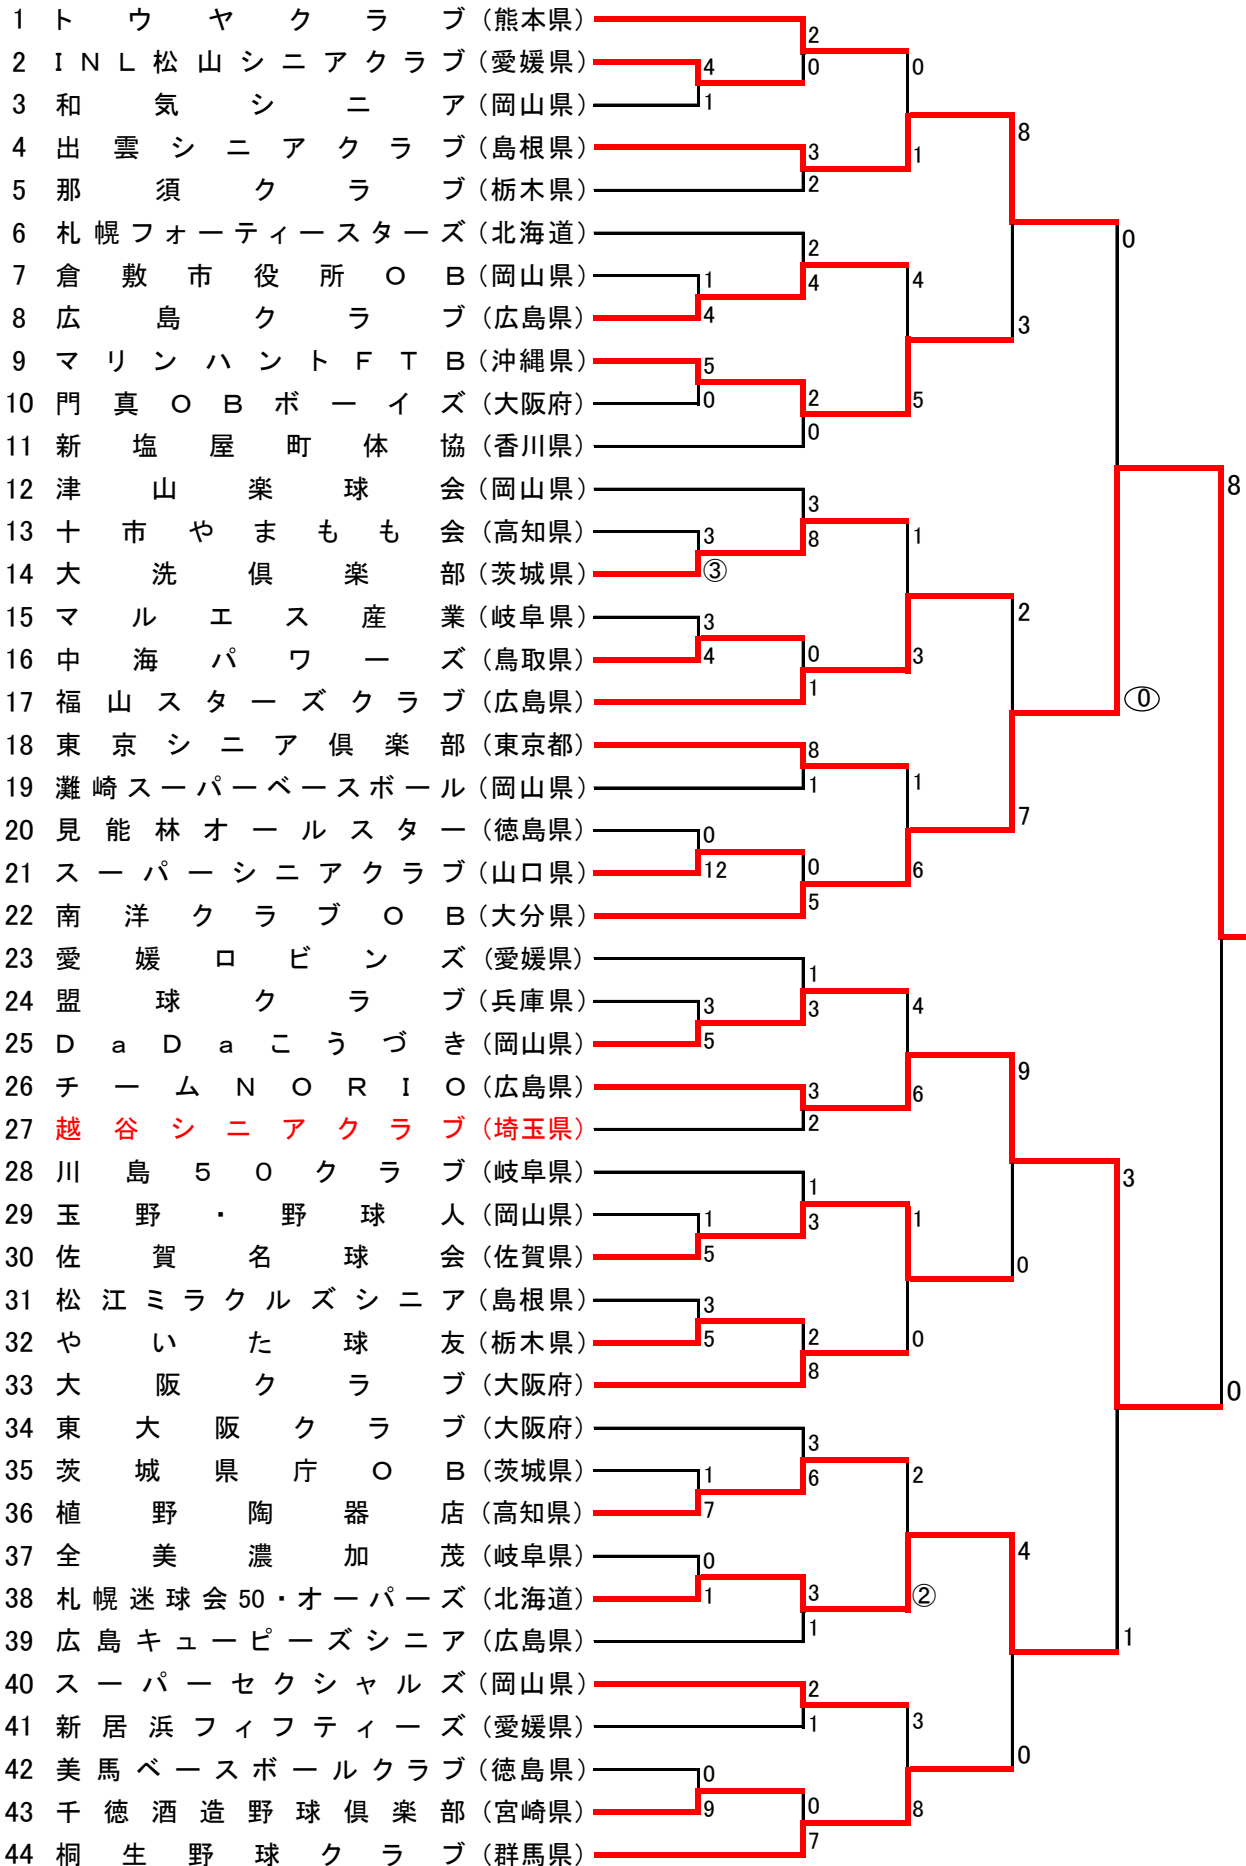 1 トウヤクラブ (熊本県)
2
2 INL松山シニアクラブ (愛媛県)
4
0
0
3 和気シニア (岡山県)
1
8
4 出雲シニアクラブ (島根県)
3
1
5 那須クラブ (栃木県)
2
6 札幌フォーティースターズ (北海道)
2
0
7 倉敷市役所OB (岡山県)
1
4
4
8 広島クラブ (広島県)
4
3
9 マリンハントFTB (沖縄県)
5
10 門真OBボーイズ (大阪府)
0
2
5
11 新塩屋町体協 (香川県)
0
12 津山楽球会 (岡山県)
3
8
13 十市やまもも会 (高知県)
3
8
1
14 大洗倶楽部 (茨城県)
③
15 マルエス産業 (岐阜県)
3
2
16 中海パワーズ (鳥取県)
4
0
3
17 福山スターズクラブ (広島県)
1
⓪
18 東京シニア倶楽部 (東京都)
8
19 灘崎スーパーベースボール (岡山県)
1
1
20 見能林オールスター (徳島県)
0
7
21 スーパーシニアクラブ (山口県)
12
0
6
22 南洋クラブOB (大分県)
5
23 愛媛ロビンズ (愛媛県)
1
24 盟球クラブ (兵庫県)
3
3
4
25 DaDaこうづき (岡山県)
5
9
26 チームNORIO (広島県)
3
6
27 越谷シニアクラブ (埼玉県)
2
28 川島50クラブ (岐阜県)
1
3
29 玉野・野球人 (岡山県)
1
3
1
30 佐賀名球会 (佐賀県)
5
0
31 松江ミラクルズシニア (島根県)
3
32 やいた球友 (栃木県)
5
2
0
33 大阪クラブ (大阪府)
8
0
34 東大阪クラブ (大阪府)
3
35 茨城県庁OB (茨城県)
1
6
2
36 植野陶器店 (高知県)
7
37 全美濃加茂 (岐阜県)
0
4
38 札幌迷球会50・オーパーズ (北海道)
1
3
②
39 広島キューピーズシニア (広島県)
1
1
40 スーパーセクシャルズ (岡山県)
2
41 新居浜フィフティーズ (愛媛県)
1
3
42 美馬ベースボールクラブ (徳島県)
0
0
43 千徳酒造野球倶楽部 (宮崎県)
9
0
8
44 桐生野球クラブ (群馬県)
7